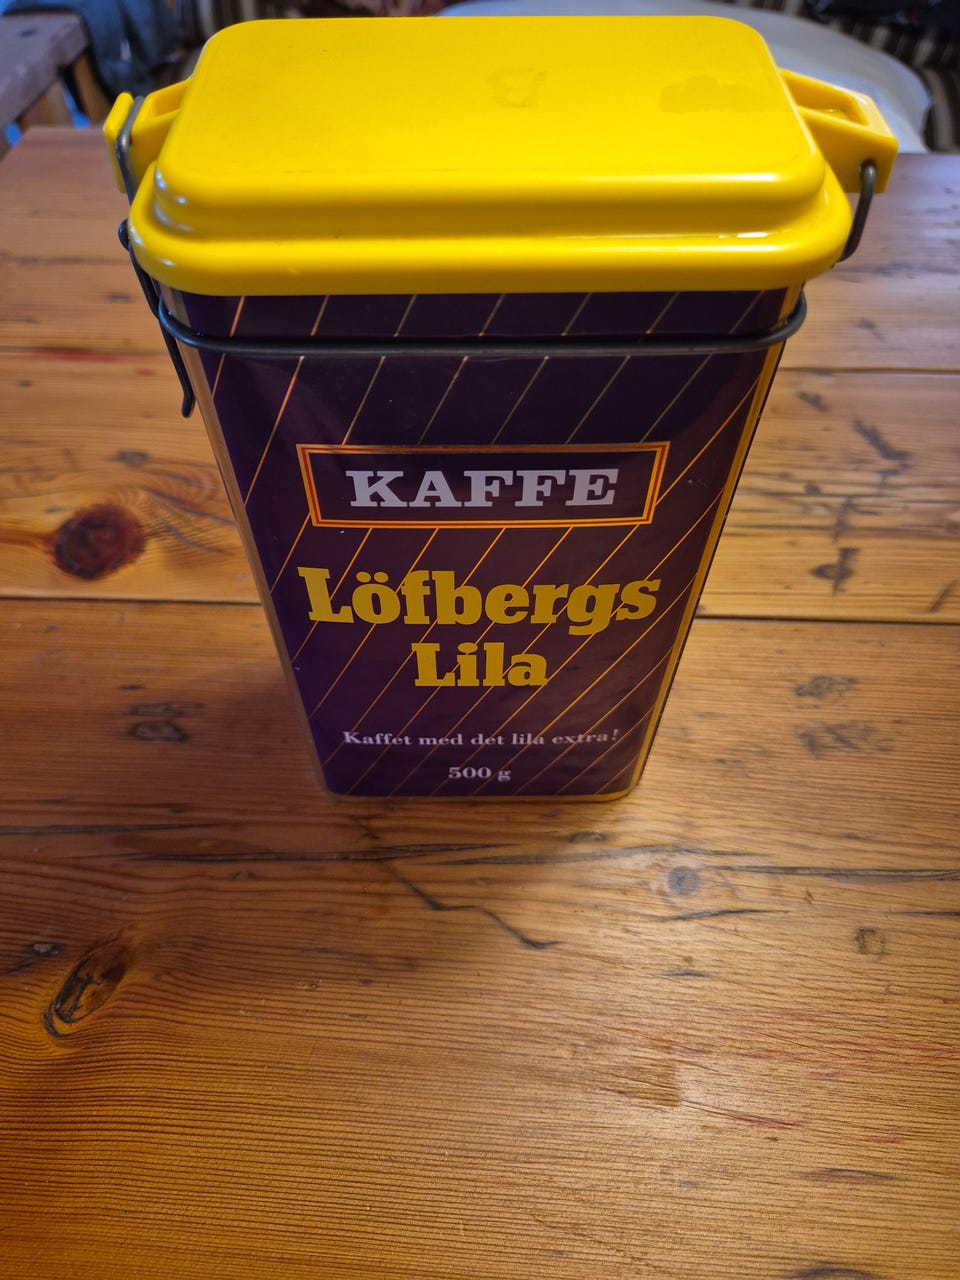 KAFFE
Löfbergs
Lila
Kaffet med det lila extra!
500 g